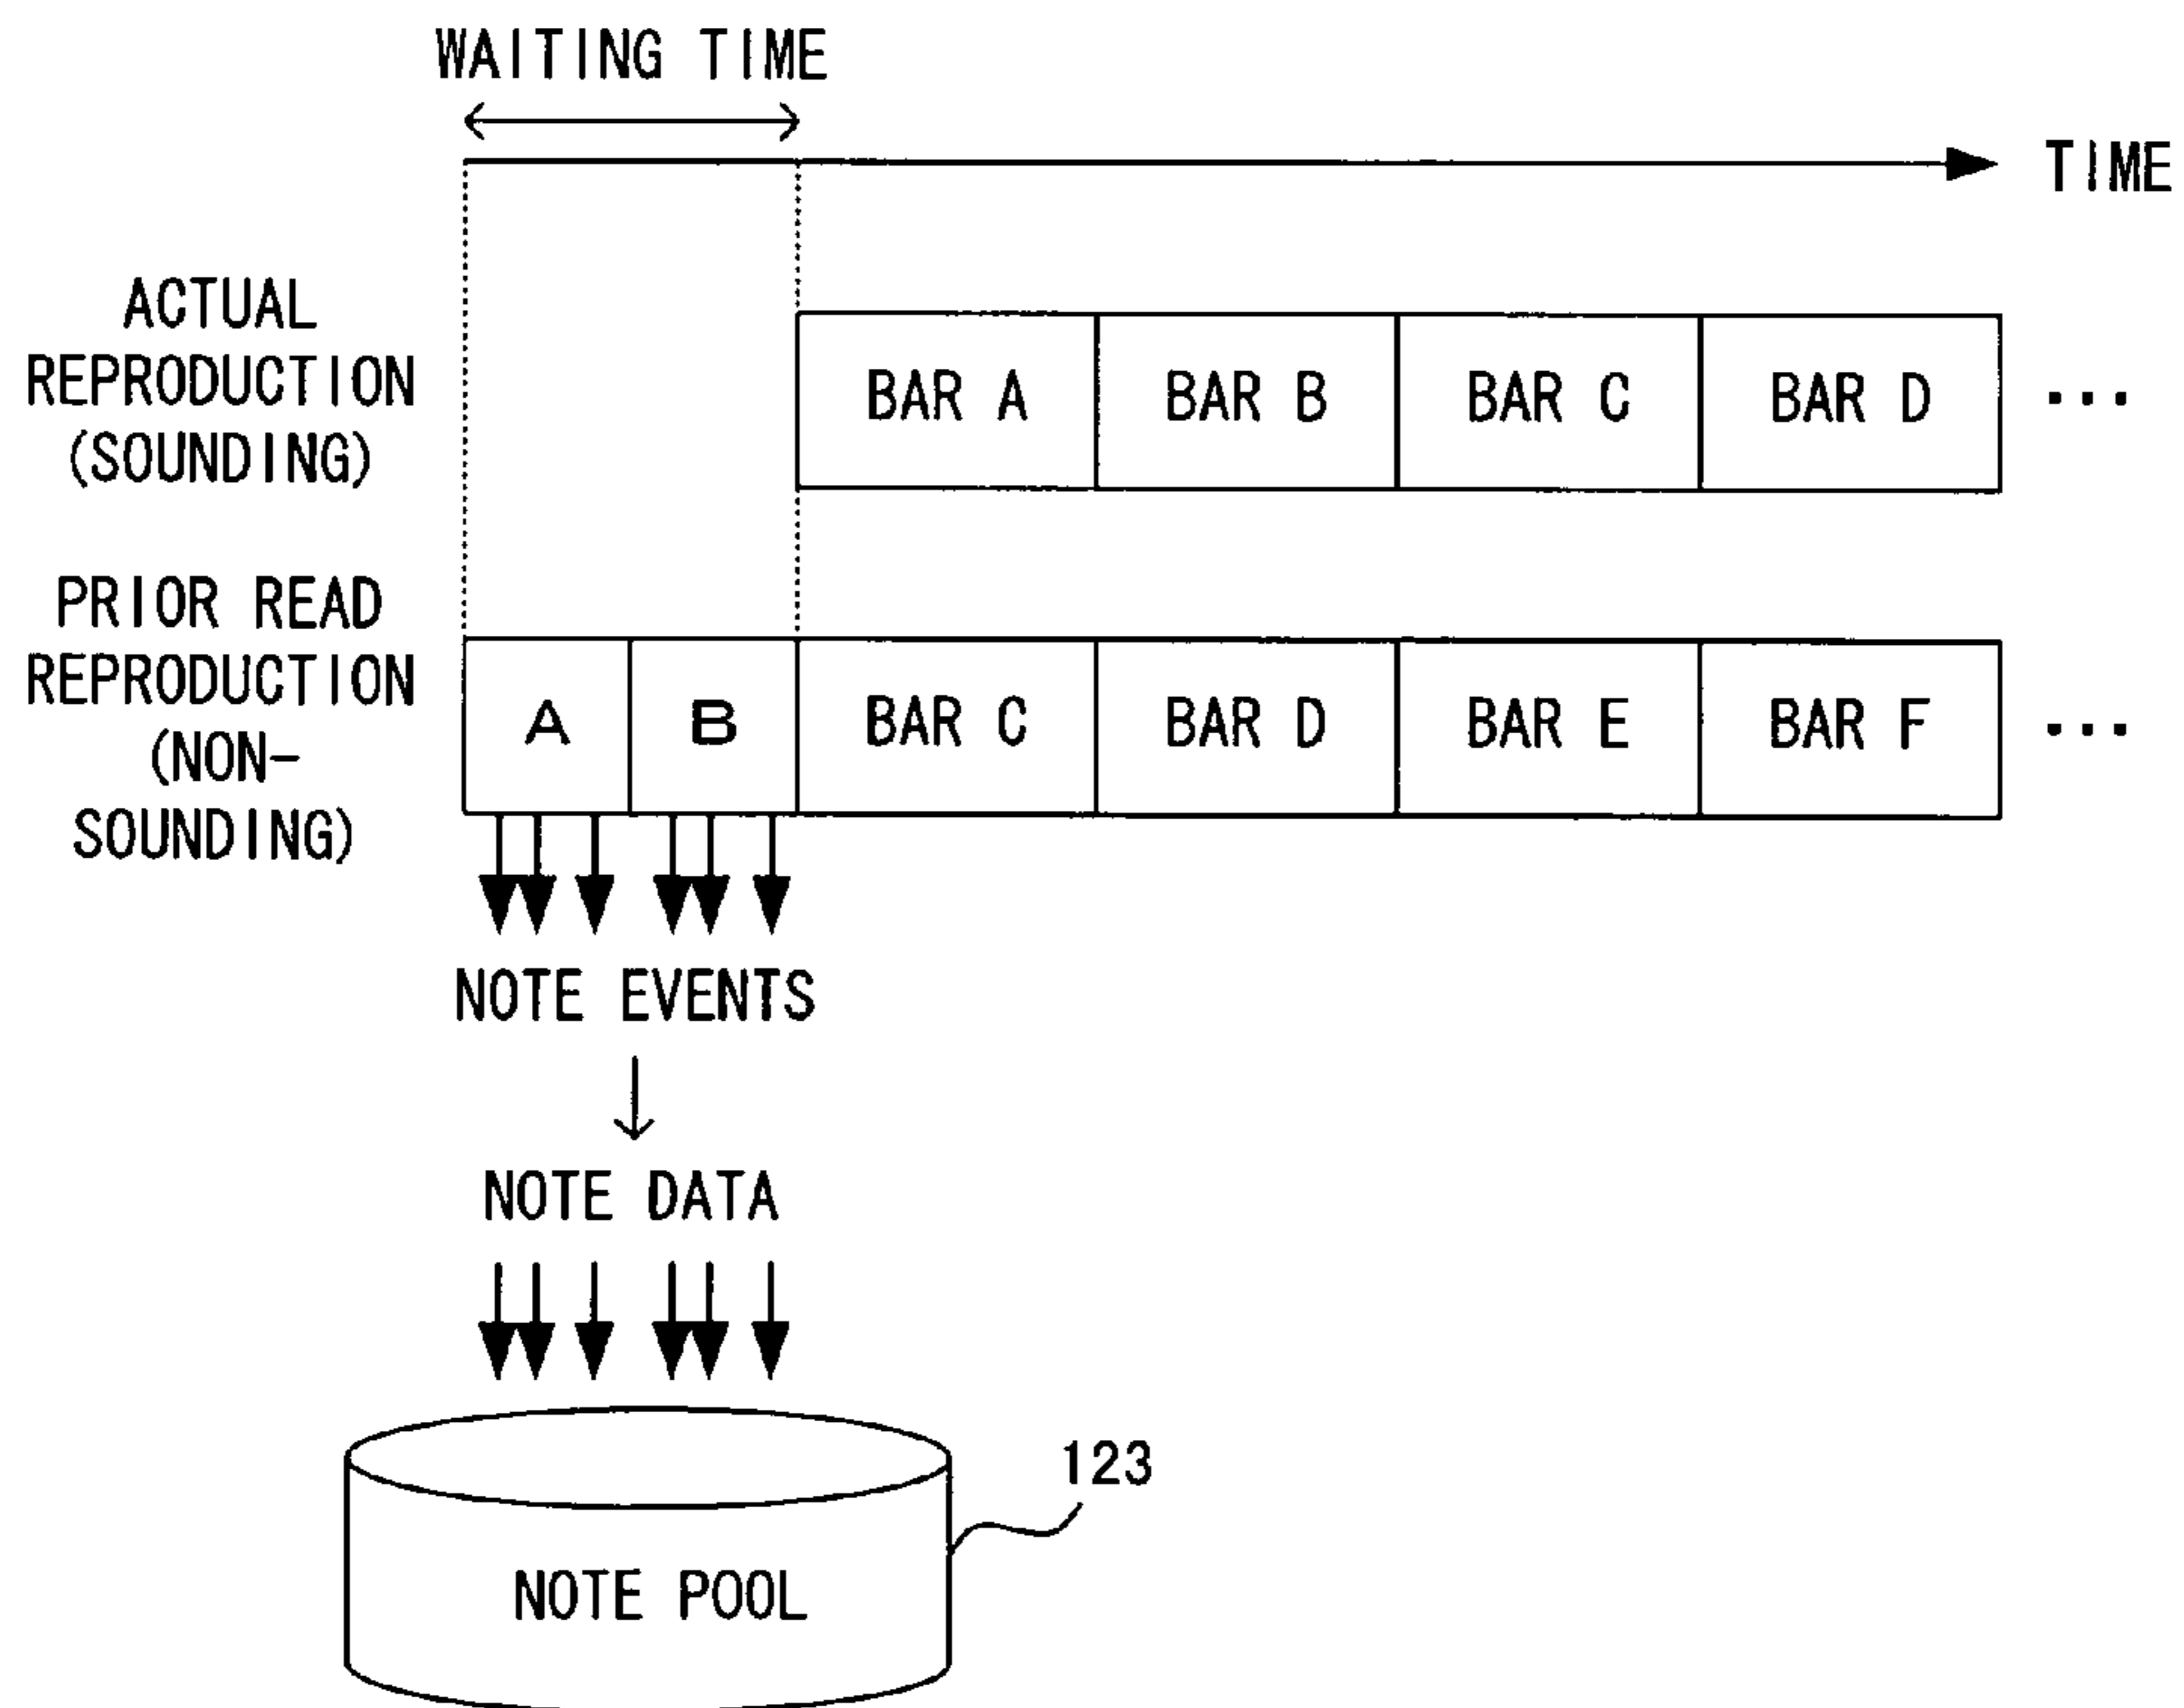 WAITING TIME
TIME
ACTUAL
REPRODUCTION
(SOUNDING)
BAR A BAR B BAR C BAR D ...
PRIOR READ
REPRODUCTION
(NON-
SOUNDING)
A B BAR C BAR D BAR E BAR F ...
NOTE EVENTS
NOTE DATA
123
NOTE POOL